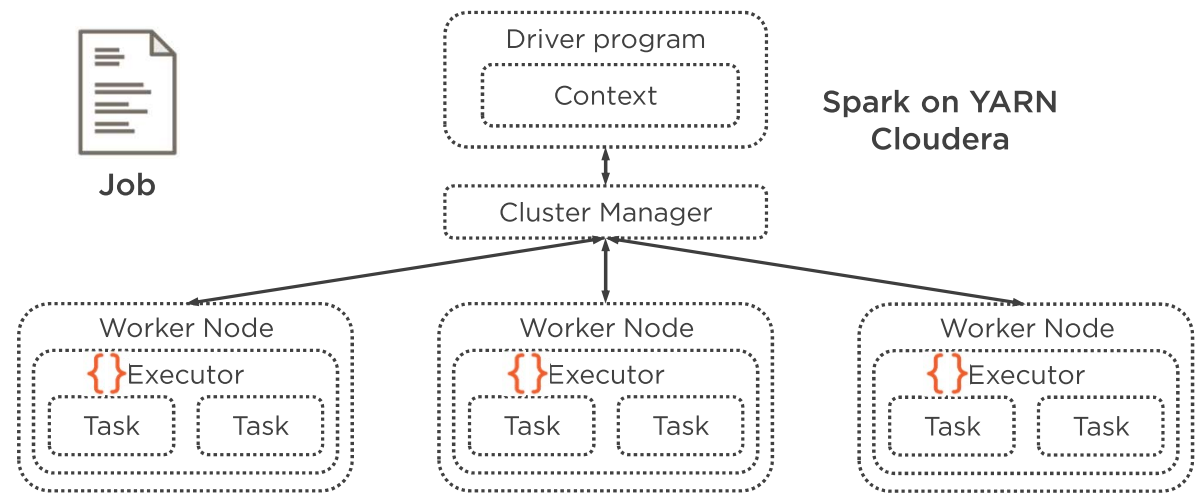 Driver program
Context
Spark on YARN
Cloudera
Job
Cluster Manager
Worker Node
{ } Executor
Task
Task
Worker Node
{ } Executor
Task
Task
Worker Node
{ } Executor
Task
Task